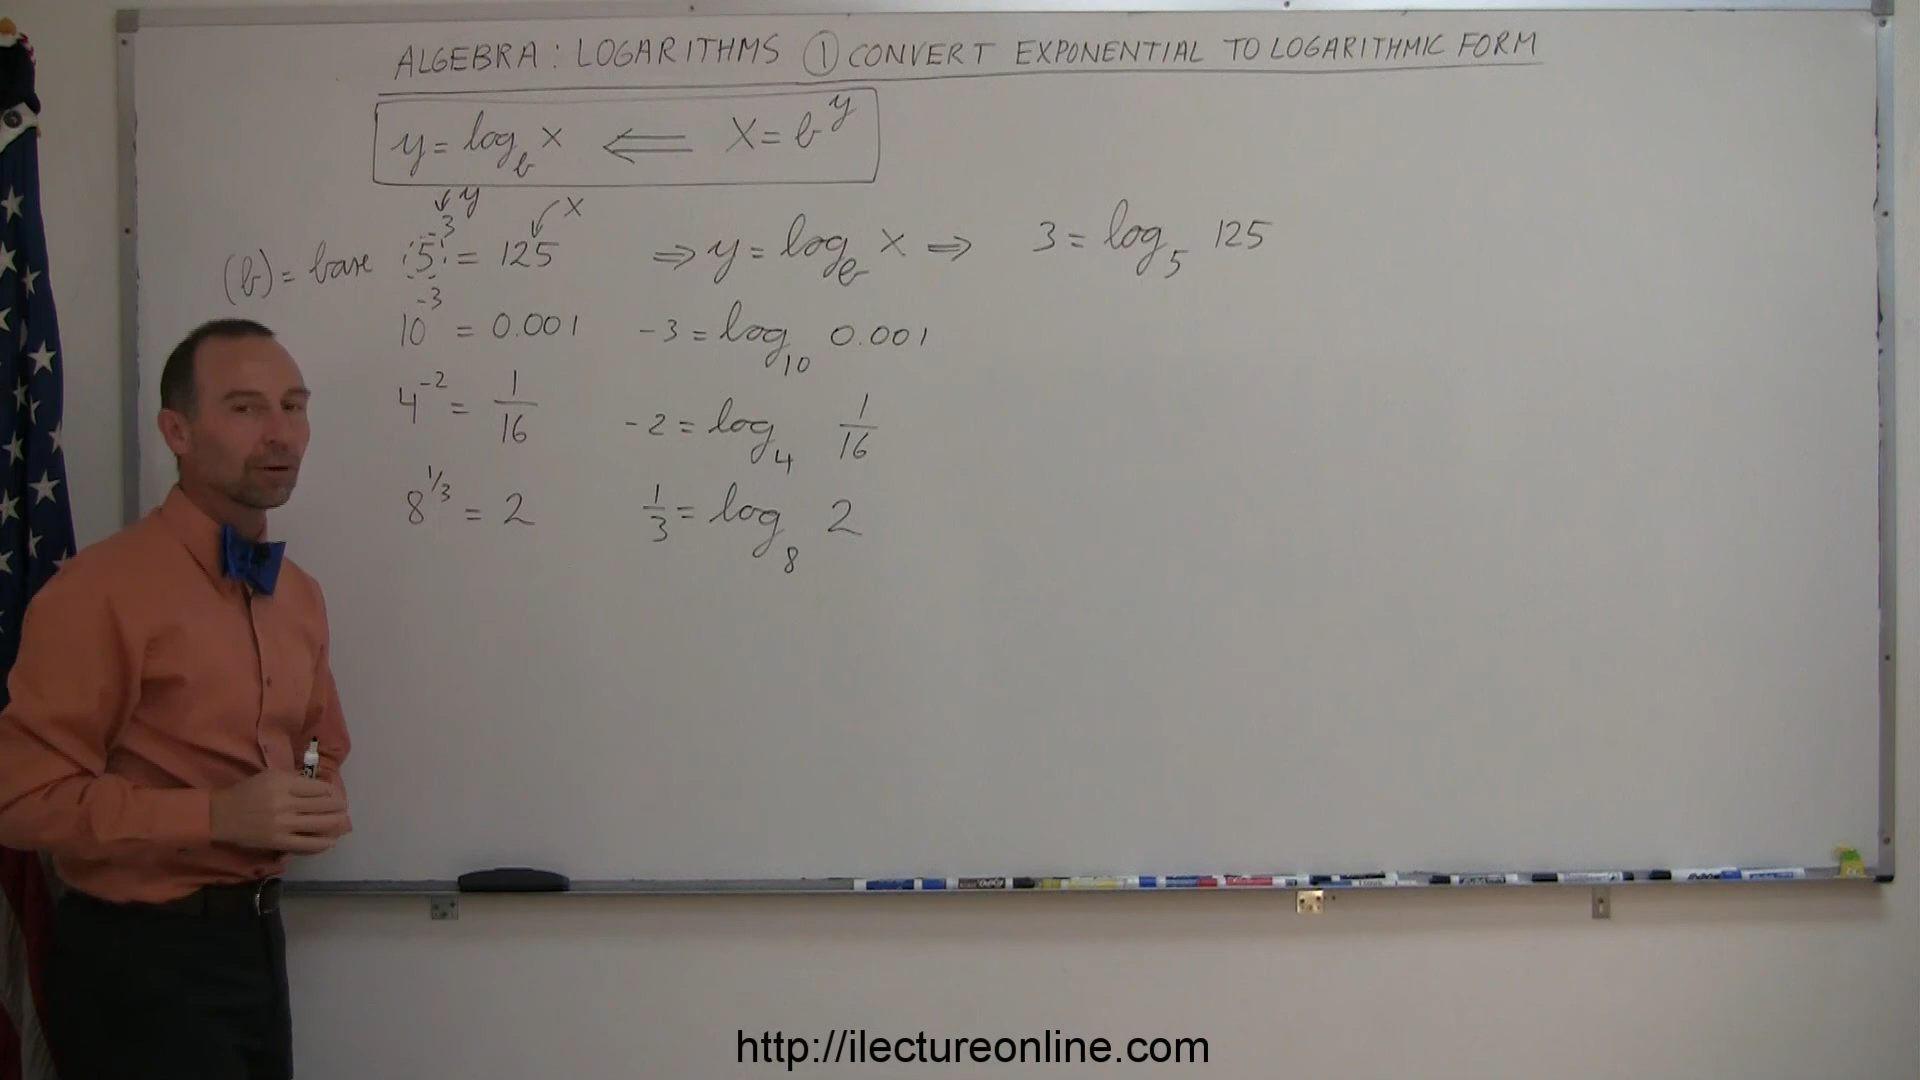 ALGEBRA: LOGARITHMS ① CONVERT EXPONENTIAL TO LOGARITHMIC FORM
y = log_b x ⇐ x = b^y
y x
(b) = base 5^3 = 125 ⇒ y = log_b x ⇒ 3 = log_5 125
10^-3 = 0.001 -3 = log_10 0.001
4^-2 = 1/16 -2 = log_4 1/16
8^1/3 = 2 1/3 = log_8 2
http://ilectureonline.com